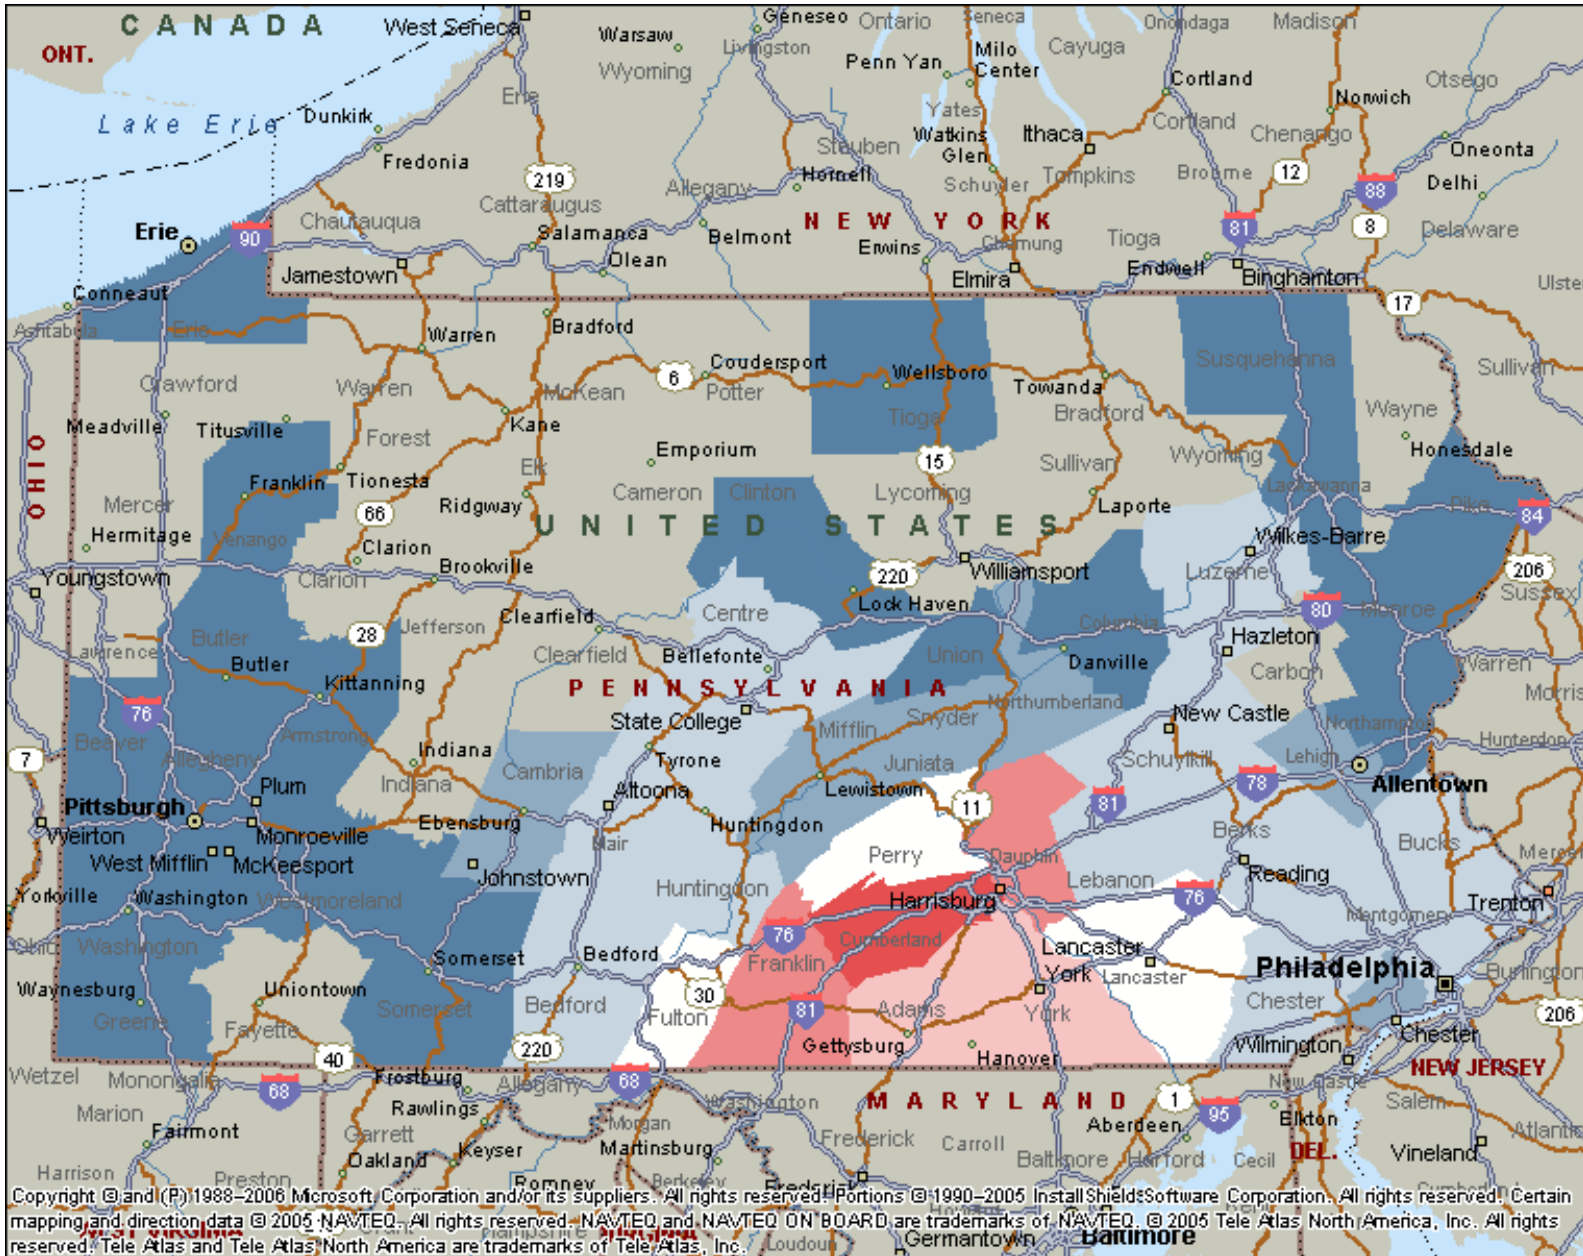 CANADA
West Seneca
Geneseo
Ontario
Seneca
Onondaga
Madison
ONT.
Warsaw
Livingston
Milo
Center
Cayuga
Wyoming
Penn Yan
Cortland
Otsego
Erie
Yates
Norwich
Lake Erie
Dunkirk
Watkins
Glen
Ithaca
Cortland
Chenango
Steuben
Oneonta
Fredonia
219
Hornell
Schuyler
Tompkins
Broome
12
88
Delhi
Allegany
Cattaraugus
Chautauqua
NEW YORK
81
8
Delaware
Erie
90
Salamanca
Belmont
Erwins
Chemung
Tioga
Jamestown
Olean
Elmira
Endwell
Binghamton
Ulster
Conneaut
17
Ashtabula
Erie
Warren
Bradford
Susquehanna
Sullivan
Crawford
Warren
McKean
6
Coudersport
Potter
Wellsboro
Towanda
Bradford
Wayne
Meadville
Titusville
Kane
Tioga
Honesdale
OHIO
Forest
Emporium
15
Sullivan
Wyoming
Franklin
Tionesta
Elk
Cameron
Clinton
Lycoming
Lackawanna
Pike
Mercer
66
Ridgway
Laporte
84
UNITED STATES
Hermitage
Venango
Clarion
Wilkes-Barre
Youngstown
Clarion
Brookville
220
Williamsport
Luzerne
206
Sussex
Lock Haven
80
Monroe
Clearfield
Centre
Butler
28
Jefferson
Columbia
Hazleton
Lawrence
Butler
Clearfield
Bellefonte
Union
Danville
Carbon
Warren
Kittanning
PENNSYLVANIA
Northumberland
Morris
76
State College
Mifflin
Snyder
New Castle
Northampton
Beaver
Armstrong
Indiana
Hunterdon
7
Allegheny
Cambria
Tyrone
Juniata
Schuylkill
Lehigh
Indiana
Plum
Altoona
Lewistown
78
Allentown
Pittsburgh
11
81
Weirton
Monroeville
Ebensburg
Huntingdon
Berks
Bucks
West Mifflin
McKeesport
Blair
Perry
Dauphin
Mercer
Johnstown
Huntingdon
Lebanon
Reading
Yorkville
Washington
Westmoreland
Harrisburg
76
Trenton
Montgomery
Ohio
Washington
76
Cumberland
Lancaster
Somerset
Bedford
Franklin
York
Lancaster
Philadelphia
Burlington
Waynesburg
Uniontown
30
Bedford
Fulton
81
Adams
York
Chester
206
Greene
Fayette
Somerset
Gettysburg
Chester
40
220
Hanover
Wilmington
NEW JERSEY
Wetzel
Monongalia
68
Frostburg
Allegany
68
New Castle
Marion
Rawlings
Washington
MARYLAND
1
95
Salem
Fairmont
Morgan
Aberdeen
Elkton
Atlantic
Garrett
Keyser
Martinsburg
Frederick
Carroll
DEL.
Vineland
Harrison
Preston
Oakland
Berkeley
Baltimore
Harford
Cecil
Cumberland
Romney
Frederick
Copyright © and (P) 1988–2006 Microsoft Corporation and/or its suppliers. All rights reserved. Portions © 1990–2005 InstallShield Software Corporation. All rights reserved. Certain
mapping and direction data © 2005 NAVTEQ. All rights reserved. NAVTEQ and NAVTEQ ON BOARD are trademarks of NAVTEQ. © 2005 Tele Atlas North America, Inc. All rights
reserved. Tele Atlas and Tele Atlas North America are trademarks of Tele Atlas, Inc.
WEST VIRGINIA
Hampshire
VIRGINIA
Loudoun
Germantown
Baltimore